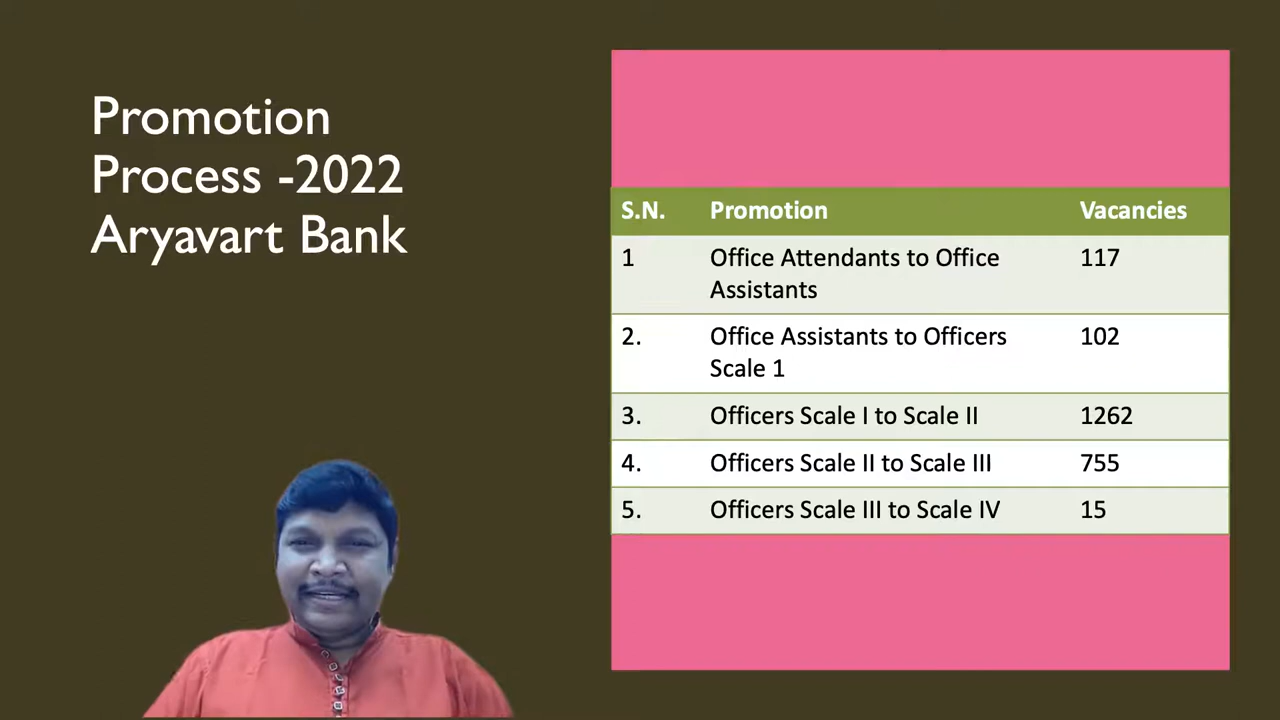 Promotion
Process -2022
Aryavart Bank
S.N. Promotion Vacancies
1 Office Attendants to Office 117
Assistants
2. Office Assistants to Officers 102
Scale 1
3. Officers Scale I to Scale II 1262
4. Officers Scale II to Scale III 755
5. Officers Scale III to Scale IV 15